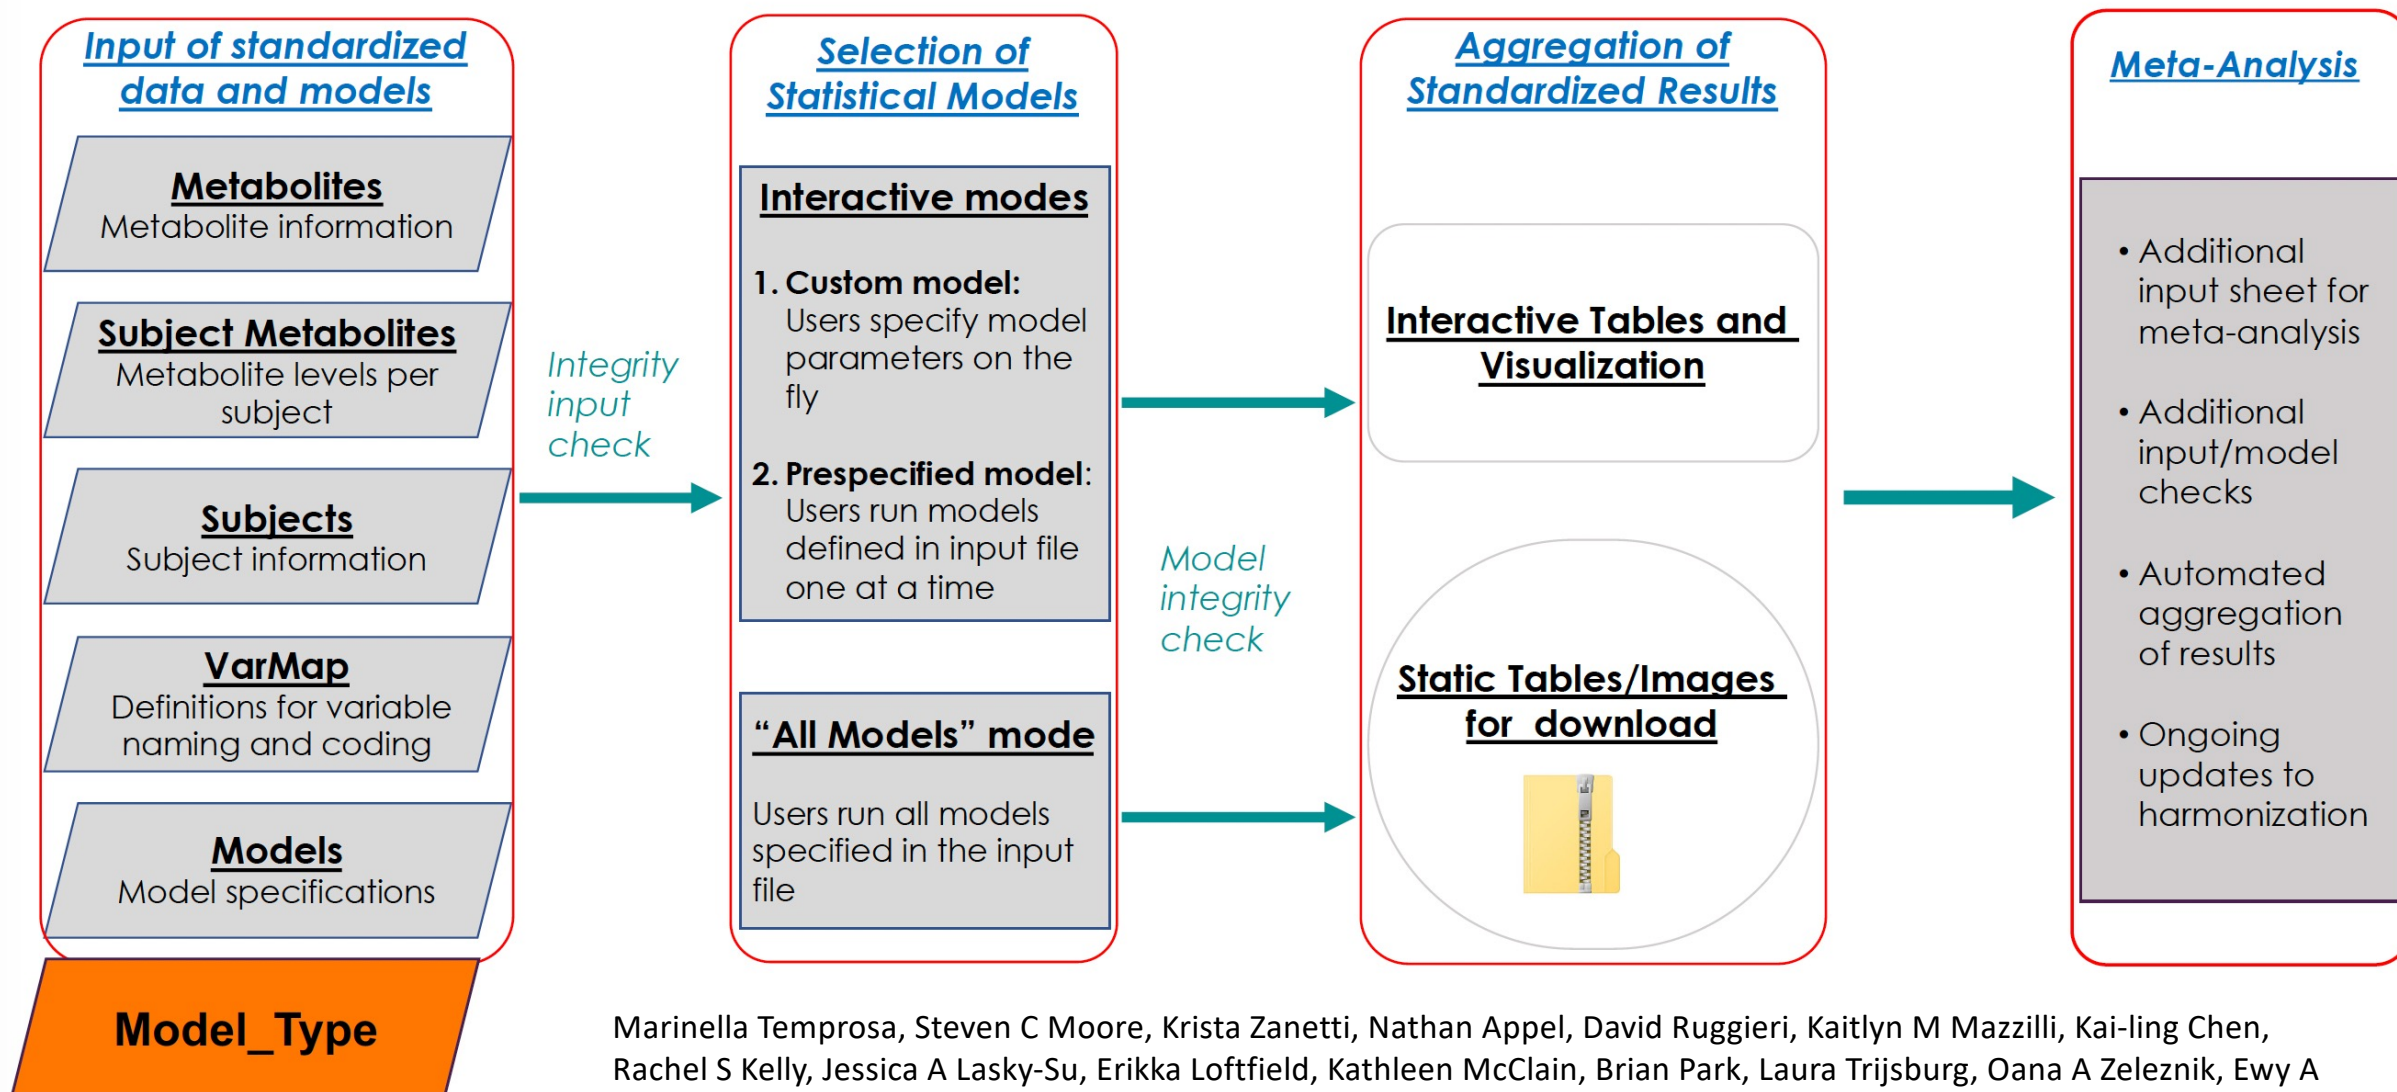 Input of standardized
data and models
Metabolites
Metabolite information
Subject Metabolites
Metabolite levels per
subject
Subjects
Subject information
VarMap
Definitions for variable
naming and coding
Models
Model specifications
Model_Type
Integrity
input
check
Selection of
Statistical Models
Interactive modes
1. Custom model:
Users specify model
parameters on the
fly
2. Prespecified model:
Users run models
defined in input file
one at a time
“All Models” mode
Users run all models
specified in the input
file
Model
integrity
check
Aggregation of
Standardized Results
Interactive Tables and
Visualization
Static Tables/Images
for download
Meta-Analysis
• Additional
input sheet for
meta-analysis
• Additional
input/model
checks
• Automated
aggregation
of results
• Ongoing
updates to
harmonization
Marinella Temprosa, Steven C Moore, Krista Zanetti, Nathan Appel, David Ruggieri, Kaitlyn M Mazzilli, Kai-ling Chen,
Rachel S Kelly, Jessica A Lasky-Su, Erikka Loftfield, Kathleen McClain, Brian Park, Laura Trijsburg, Oana A Zeleznik, Ewy A